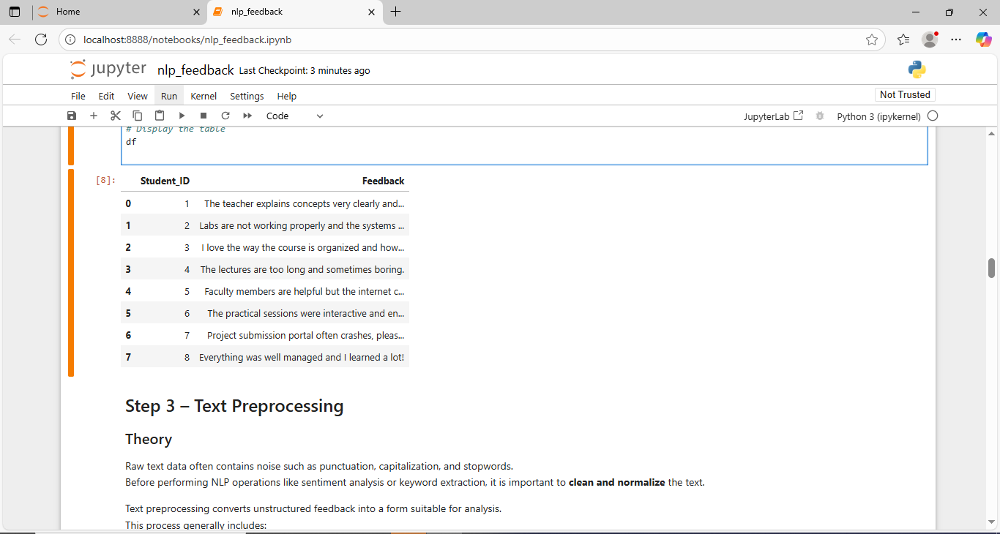 Home
nlp_feedback
localhost:8888/notebooks/nlp_feedback.ipynb
jupyter nlp_feedback Last Checkpoint: 3 minutes ago
File Edit View Run Kernel Settings Help
Not Trusted
Code
JupyterLab Python 3 (ipykernel)
# Display the table
df
[8]: Student_ID Feedback
0 1 The teacher explains concepts very clearly and...
1 2 Labs are not working properly and the systems ...
2 3 I love the way the course is organized and how...
3 4 The lectures are too long and sometimes boring.
4 5 Faculty members are helpful but the internet c...
5 6 The practical sessions were interactive and en...
6 7 Project submission portal often crashes, pleas...
7 8 Everything was well managed and I learned a lot!
Step 3 – Text Preprocessing
Theory
Raw text data often contains noise such as punctuation, capitalization, and stopwords.
Before performing NLP operations like sentiment analysis or keyword extraction, it is important to clean and normalize the text.
Text preprocessing converts unstructured feedback into a form suitable for analysis.
This process generally includes: